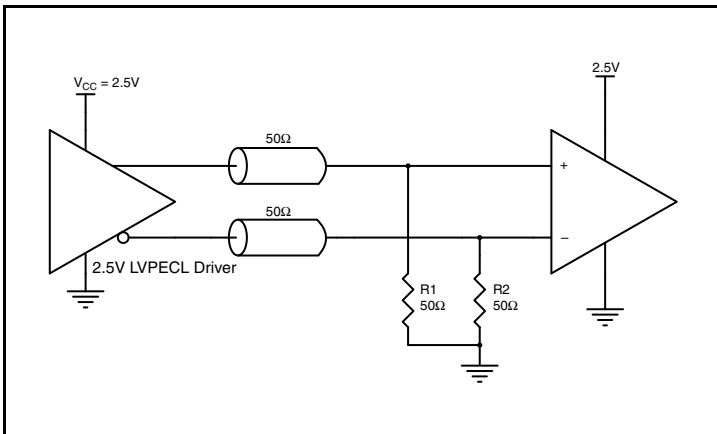 V_CC = 2.5V
2.5V
50Ω
+
50Ω
−
2.5V LVPECL Driver
R1
50Ω
R2
50Ω